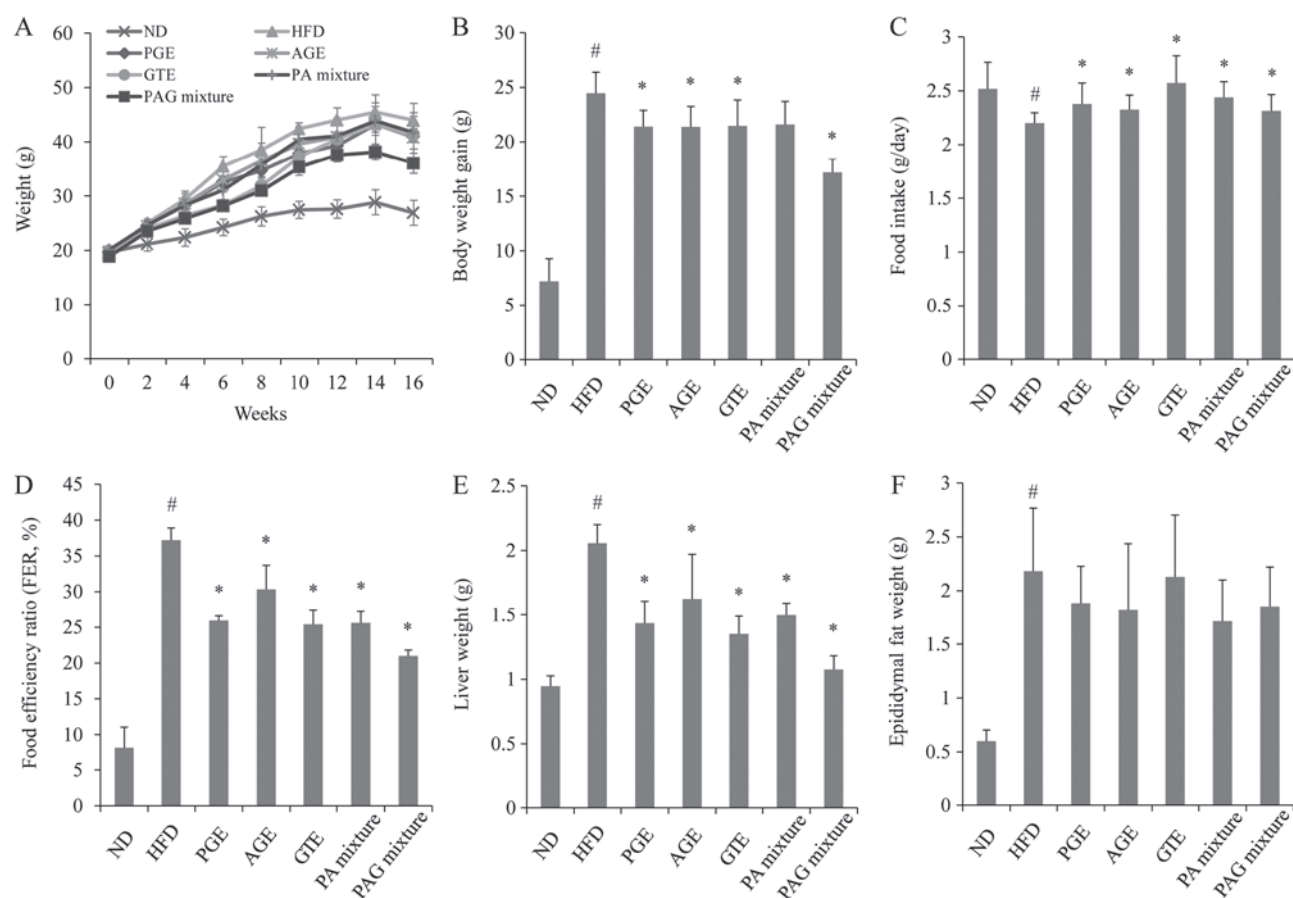 A
ND
HFD
PGE
AGE
GTE
PA mixture
PAG mixture
Weight (g)
60
50
40
30
20
10
0
0 2 4 6 8 10 12 14 16
Weeks
B
Body weight gain (g)
30
25
20
15
10
5
0
#
*
*
*
*
ND HFD PGE AGE GTE PA mixture PAG mixture
C
Food intake (g/day)
3
2.5
2
1.5
1
0.5
0
#
*
*
*
*
*
ND HFD PGE AGE GTE PA mixture PAG mixture
D
Food efficiency ratio (FER, %)
45
40
35
30
25
20
15
10
5
0
#
*
*
*
*
*
ND HFD PGE AGE GTE PA mixture PAG mixture
E
Liver weight (g)
2.5
2
1.5
1
0.5
0
#
*
*
*
*
*
ND HFD PGE AGE GTE PA mixture PAG mixture
F
Epididymal fat weight (g)
3
2.5
2
1.5
1
0.5
0
#
ND HFD PGE AGE GTE PA mixture PAG mixture